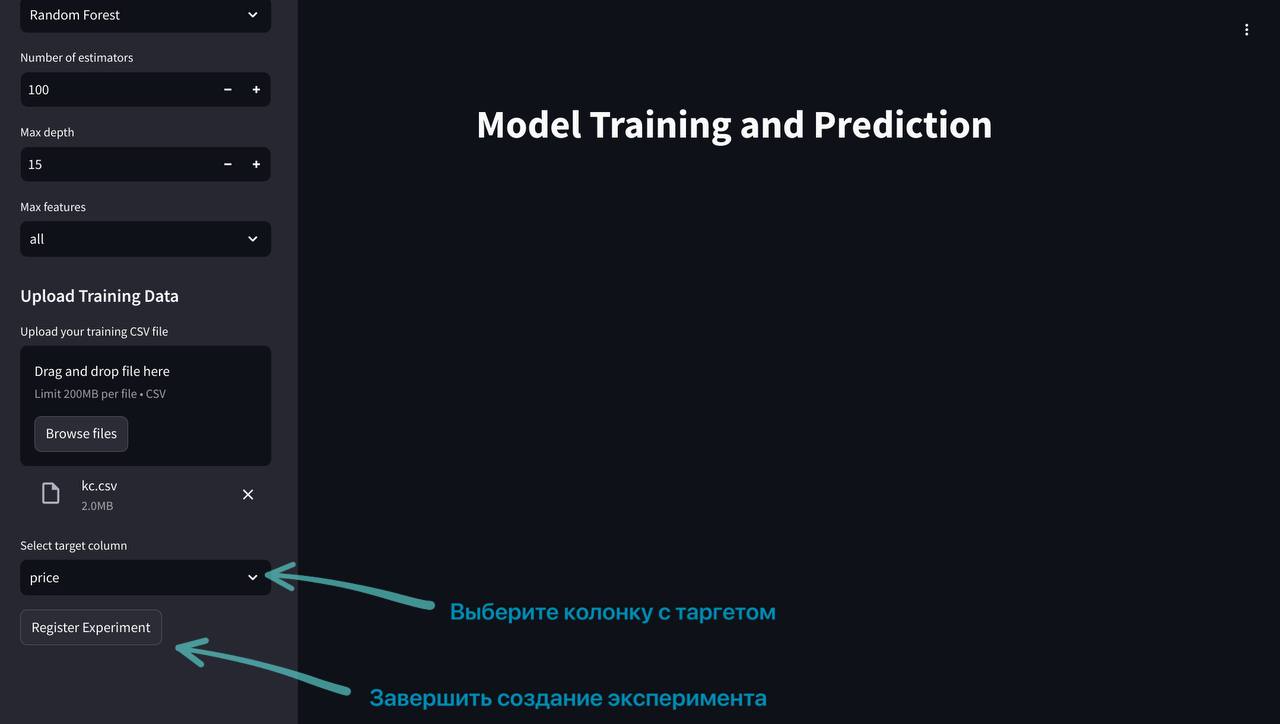 Random Forest
Number of estimators
100
Max depth
15
Max features
all
Upload Training Data
Upload your training CSV file
Drag and drop file here
Limit 200MB per file • CSV
Browse files
kc.csv
2.0MB
Select target column
price
Register Experiment
Model Training and Prediction
Выберите колонку с таргетом
Завершить создание эксперимента